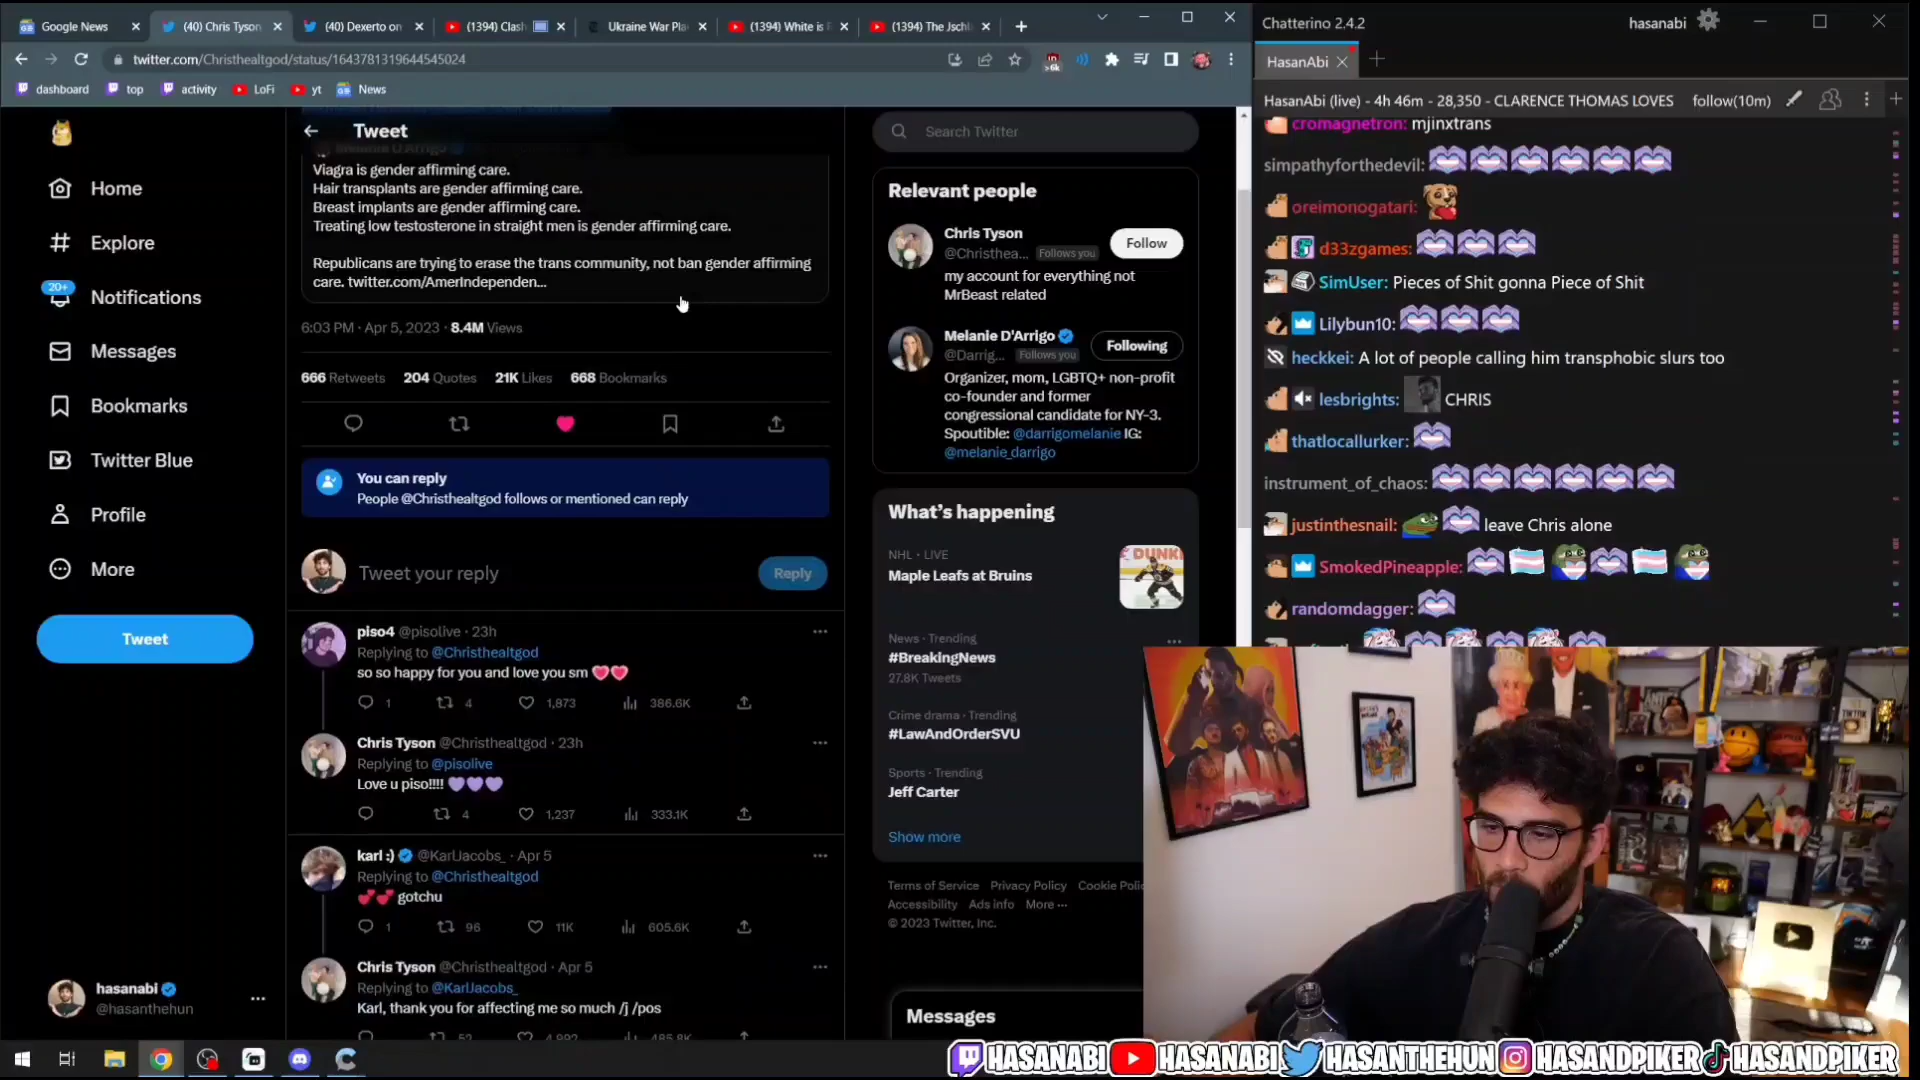 Google News
(40) Chris Tyson
(40) Dexerto on
(1394) Clash
Ukraine War Pla
(1394) White is
(1394) The Jschl
twitter.com/Christhealtgod/status/1643781319644545024
>6k
dashboard
top
activity
LoFi
yt
News
Home
Explore
20+
Notifications
Messages
Bookmarks
Twitter Blue
Profile
More
Tweet
hasanabi
@hasanthehun
Tweet
Melanie D'Arrigo
Viagra is gender affirming care.
Hair transplants are gender affirming care.
Breast implants are gender affirming care.
Treating low testosterone in straight men is gender affirming care.
Republicans are trying to erase the trans community, not ban gender affirming
care. twitter.com/AmerIndependen...
6:03 PM · Apr 5, 2023 · 8.4M Views
666 Retweets 204 Quotes 21K Likes 668 Bookmarks
You can reply
People @Christhealtgod follows or mentioned can reply
Tweet your reply
Reply
piso4 @pisolive · 23h
Replying to @Christhealtgod
so so happy for you and love you sm 💗💗
1 4 1,873 386.6K
Chris Tyson @Christhealtgod · 23h
Replying to @pisolive
Love u piso!!!! 💜💜💜
4 1,237 333.1K
karl :) @KarlJacobs_ · Apr 5
Replying to @Christhealtgod
💕💕 gotchu
1 96 11K 605.6K
Chris Tyson @Christhealtgod · Apr 5
Replying to @KarlJacobs_
Karl, thank you for affecting me so much /j /pos
52 4,992 485.8K
Search Twitter
Relevant people
Chris Tyson
@Christhea... Follows you
Follow
my account for everything not
MrBeast related
Melanie D'Arrigo
@Darrig... Follows you
Following
Organizer, mom, LGBTQ+ non-profit
co-founder and former
congressional candidate for NY-3.
Spoutible: @darrigomelanie IG:
@melanie_darrigo
What's happening
NHL · LIVE
Maple Leafs at Bruins
DUNKI
News · Trending
#BreakingNews
27.8K Tweets
Crime drama · Trending
#LawAndOrderSVU
Sports · Trending
Jeff Carter
Show more
Terms of Service Privacy Policy Cookie Polic
Accessibility Ads info More ···
© 2023 Twitter, Inc.
Messages
Chatterino 2.4.2
hasanabi
HasanAbi
HasanAbi (live) - 4h 46m - 28,350 - CLARENCE THOMAS LOVES
follow(10m)
cromagnetron: mjinxtrans
simpathyforthedevil:
oreimonogatari:
d33zgames:
SimUser: Pieces of Shit gonna Piece of Shit
Lilybun10:
heckkei: A lot of people calling him transphobic slurs too
lesbrights: CHRIS
thatlocallurker:
instrument_of_chaos:
justinthesnail: leave Chris alone
SmokedPineapple:
randomdagger:
HASANABI HASANABI HASANTHEHUN HASANDPIKER HASANDPIKER